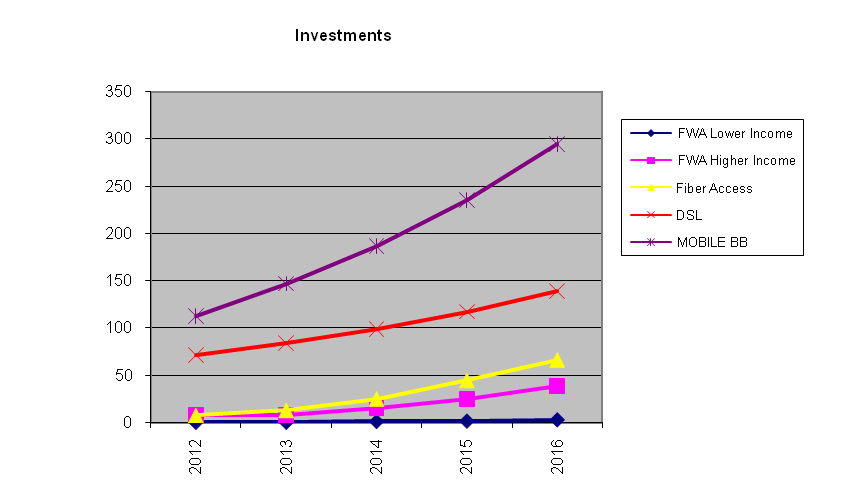 Investments
350
300
250
200
150
100
50
0
2012
2013
2014
2015
2016
FWA Lower Income
FWA Higher Income
Fiber Access
DSL
MOBILE BB